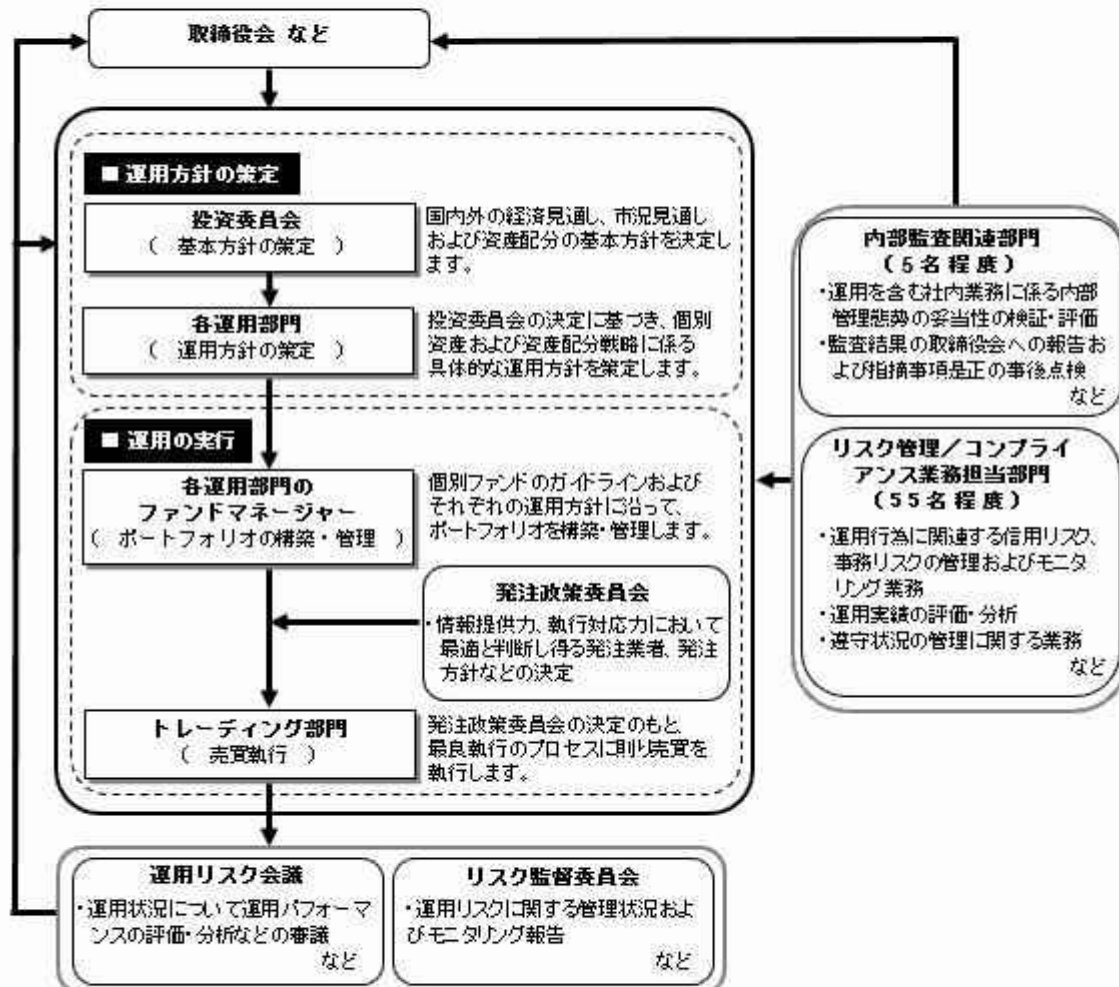 取締役会 など
■ 運用方針の策定
投資委員会
( 基本方針の策定 )
国内外の経済見通し、市況見通し
および資産配分の基本方針を決定し
ます。
各運用部門
( 運用方針の策定 )
投資委員会の決定に基づき、個別
資産および資産配分戦略に係る
具体的な運用方針を策定します。
■ 運用の実行
各運用部門の
ファンドマネージャー
( ポートフォリオの構築・管理 )
個別ファンドのガイドラインおよび
それぞれの運用方針に沿って、
ポートフォリオを構築・管理します。
発注政策委員会
・情報提供力、執行対応力において
最適と判断し得る発注業者、発注
方針などの決定
トレーディング部門
( 売買執行 )
発注政策委員会の決定のもと、
最良執行のプロセスに則り売買を
執行します。
内部監査関連部門
(5名程度)
・運用を含む社内業務に係る内部
管理態勢の妥当性の検証・評価
・監査結果の取締役会への報告お
よび指摘事項是正の事後点検
など
リスク管理/コンプライ
アンス業務担当部門
(55名程度)
・運用行為に関連する信用リスク、
事務リスクの管理およびモニタ
リング業務
・運用実績の評価・分析
・遵守状況の管理に関する業務
など
運用リスク会議
・運用状況について運用パフォーマ
ンスの評価・分析などの審議
など
リスク監督委員会
・運用リスクに関する管理状況およ
びモニタリング報告
など